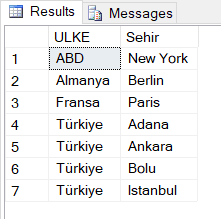 Results Messages
ULKE Sehir
1 ABD New York
2 Almanya Berlin
3 Fransa Paris
4 Türkiye Adana
5 Türkiye Ankara
6 Türkiye Bolu
7 Türkiye Istanbul